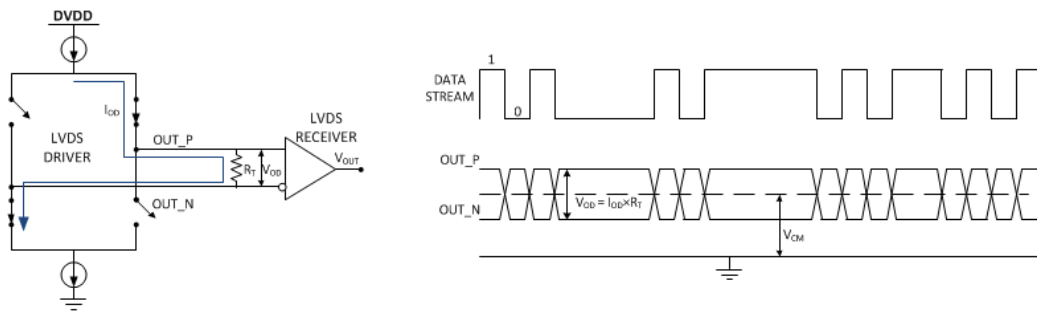 DVDD
I_OD
LVDS
DRIVER
OUT_P
OUT_N
R_T
V_OD
LVDS
RECEIVER
V_OUT
DATA
STREAM
1
0
OUT_P
OUT_N
V_OD = I_OD×R_T
V_CM